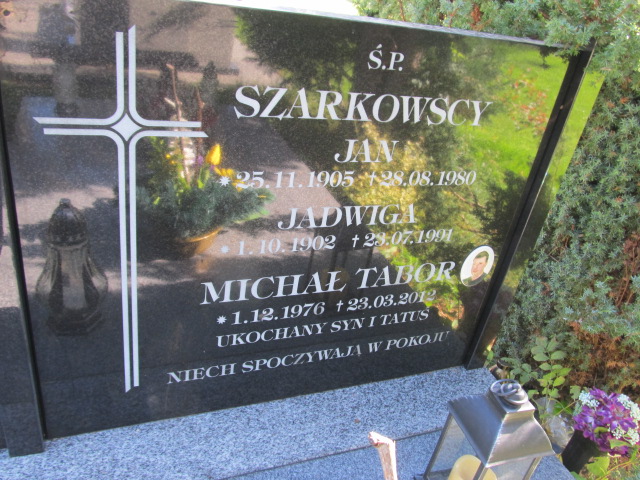 Ś.P.
SZARKOWSCY
JAN
* 25.11.1905 † 28.08.1980
JADWIGA
* 1.10.1902 † 23.07.1991
MICHAŁ TABOR
* 1.12.1976 † 23.03.2012
UKOCHANY SYN I TATUŚ
NIECH SPOCZYWAJĄ W POKOJU